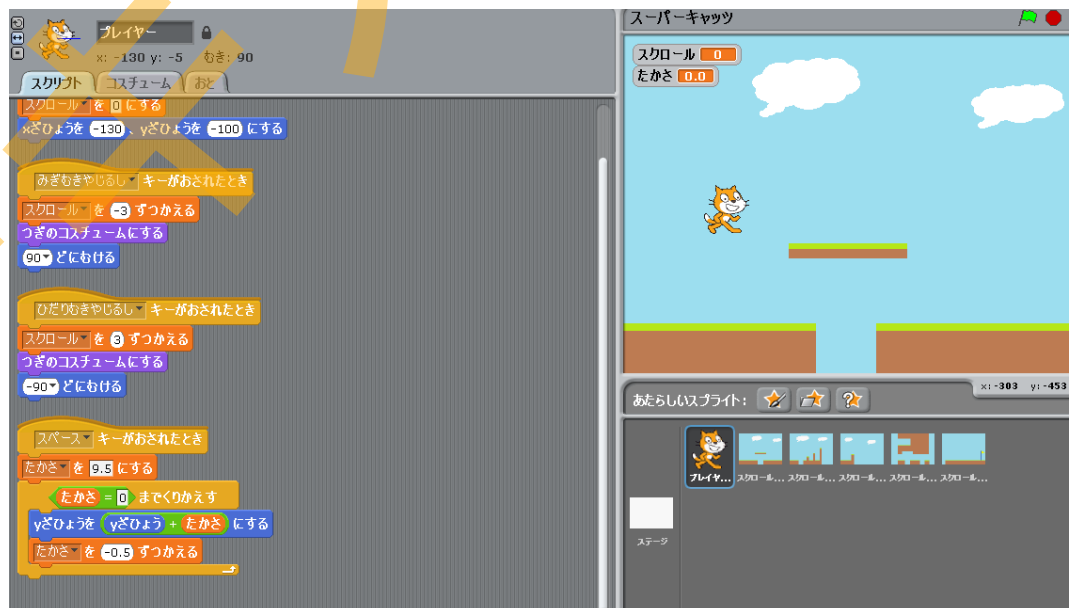 プレイヤー
x: -130 y: -5 むき: 90
スクリプト コスチューム おと
スクロール を 0 にする
xざひょうを -130 、yざひょうを -100 にする
みぎむきやじるし キーがおされたとき
スクロール を -3 ずつかえる
つぎのコスチュームにする
90 どにむける
ひだりむきやじるし キーがおされたとき
スクロール を 3 ずつかえる
つぎのコスチュームにする
-90 どにむける
スペース キーがおされたとき
たかさ を 9.5 にする
たかさ = 0 までくりかえす
yざひょうを yざひょう + たかさ にする
たかさ を -0.5 ずつかえる
スーパーキャッツ
スクロール 0
たかさ 0.0
x: -303 y: -453
あたらしいスプライト:
プレイヤ... スクロール... スクロール... スクロール... スクロール... スクロール...
ステージ